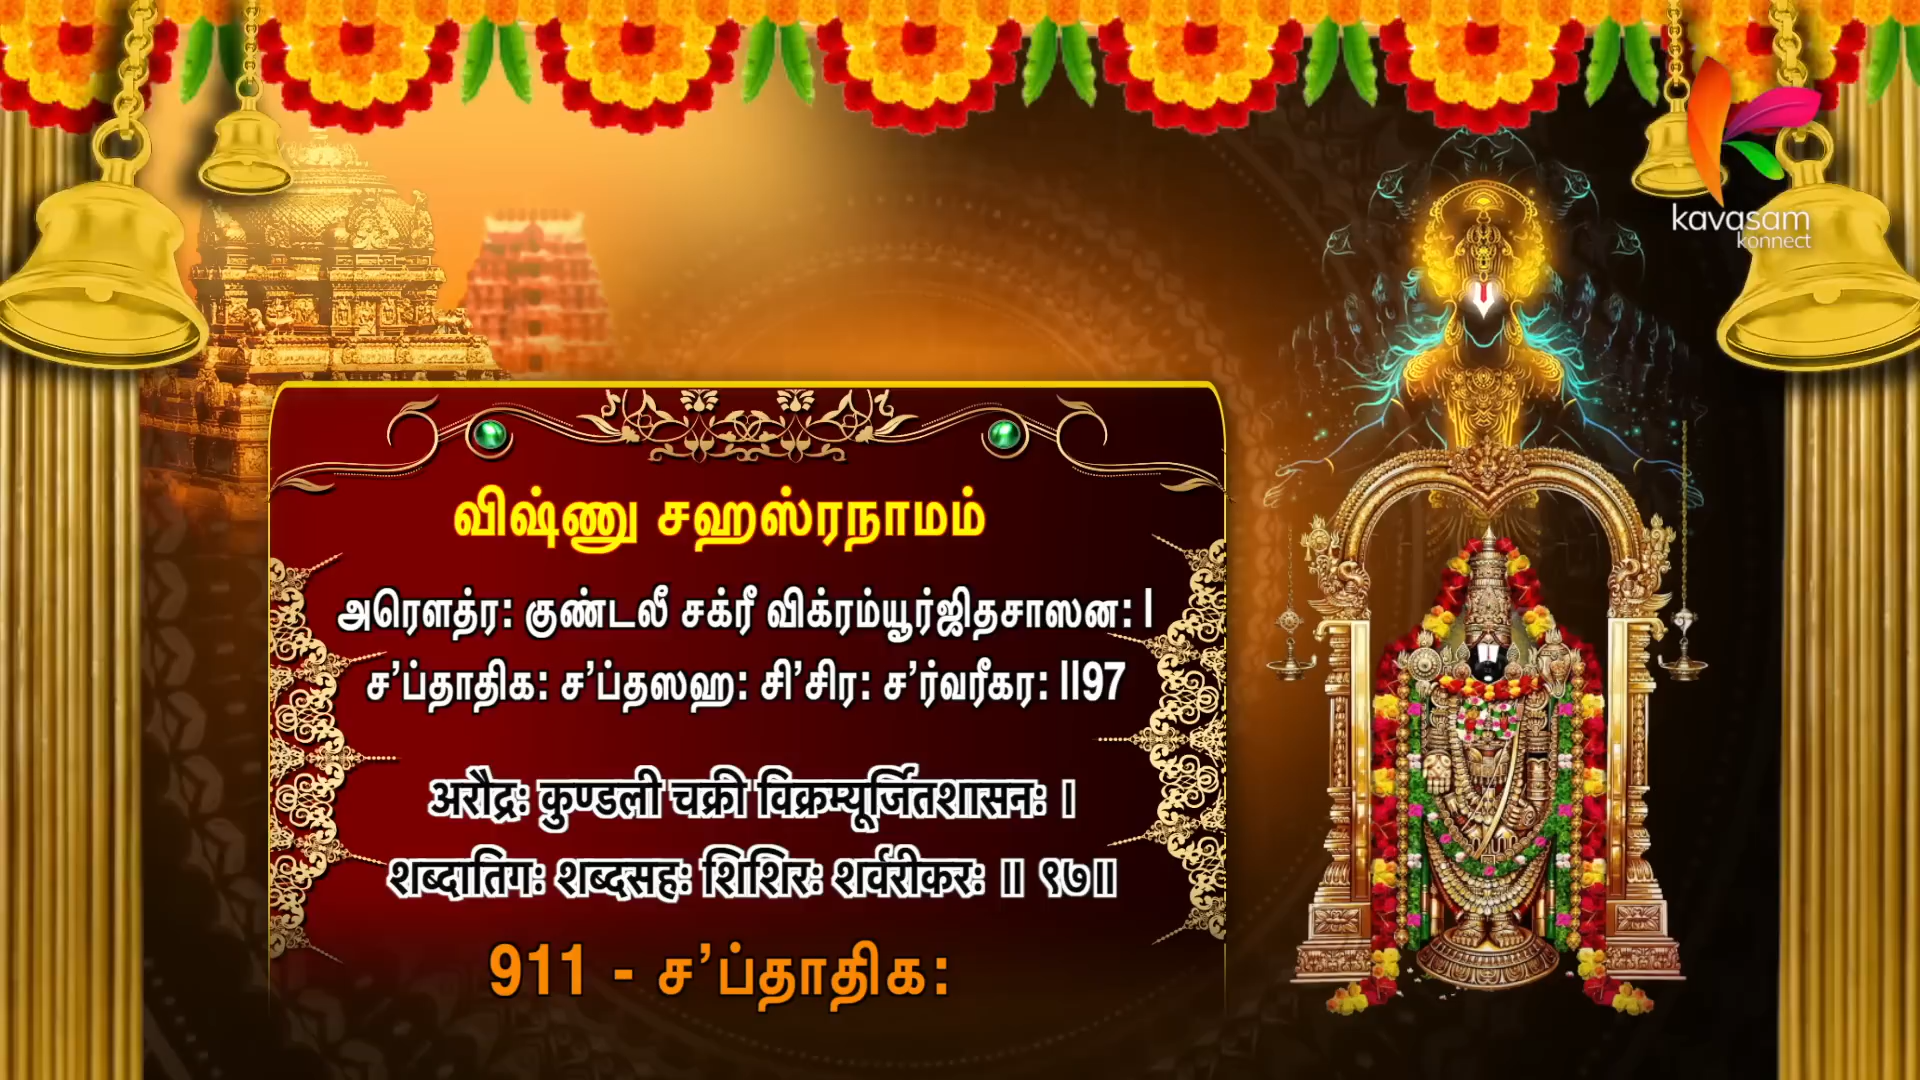 kavasam
konnect
விஷ்ணு சஹஸ்ரநாமம்
அரௌத்ர: குண்டலீ சக்ரீ விக்ரம்யூர்ஜிதசாஸன: |
ச’ப்தாதிக: ச’ப்தஸஹ: சி’சிர: ச’ர்வரீகர: ||97
अरौद्रः कुण्डली चक्री विक्रम्यूर्जितशासनः ।
शब्दातिगः शब्दसहः शिशिरः शर्वरीकरः ॥ ९७॥
911 - ச’ப்தாதிக: